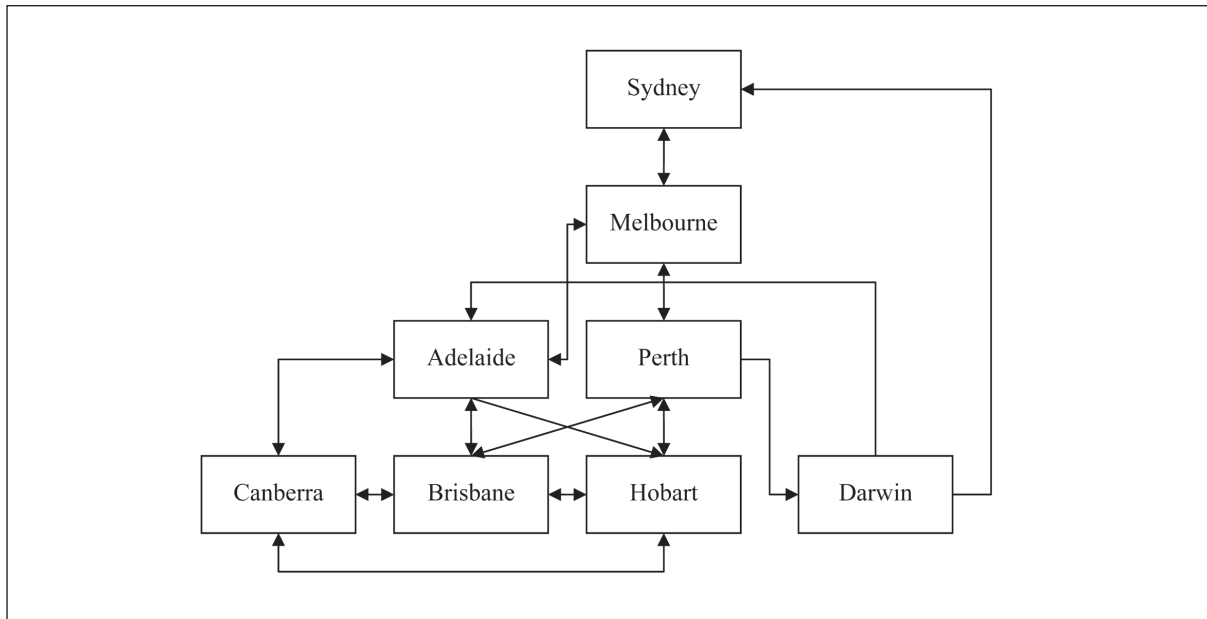 Sydney
Melbourne
Adelaide
Perth
Canberra
Brisbane
Hobart
Darwin